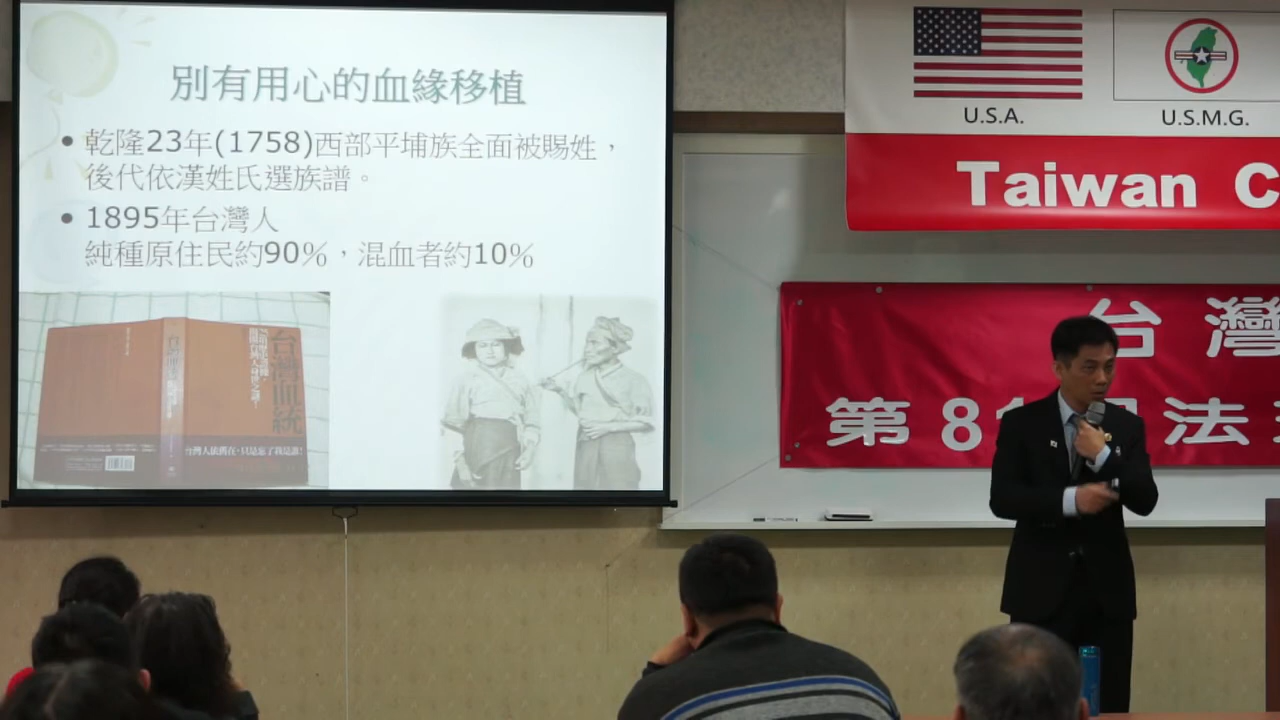 別有用心的血緣移植
• 乾隆23年(1758)西部平埔族全面被賜姓，
後代依漢姓氏選族譜。
• 1895年台灣人
純種原住民約90%，混血者約10%
台灣血統
台灣血統
台灣人依舊在，只是忘了我是誰！
U.S.A.
U.S.M.G.
Taiwan C
台灣
第 8
法